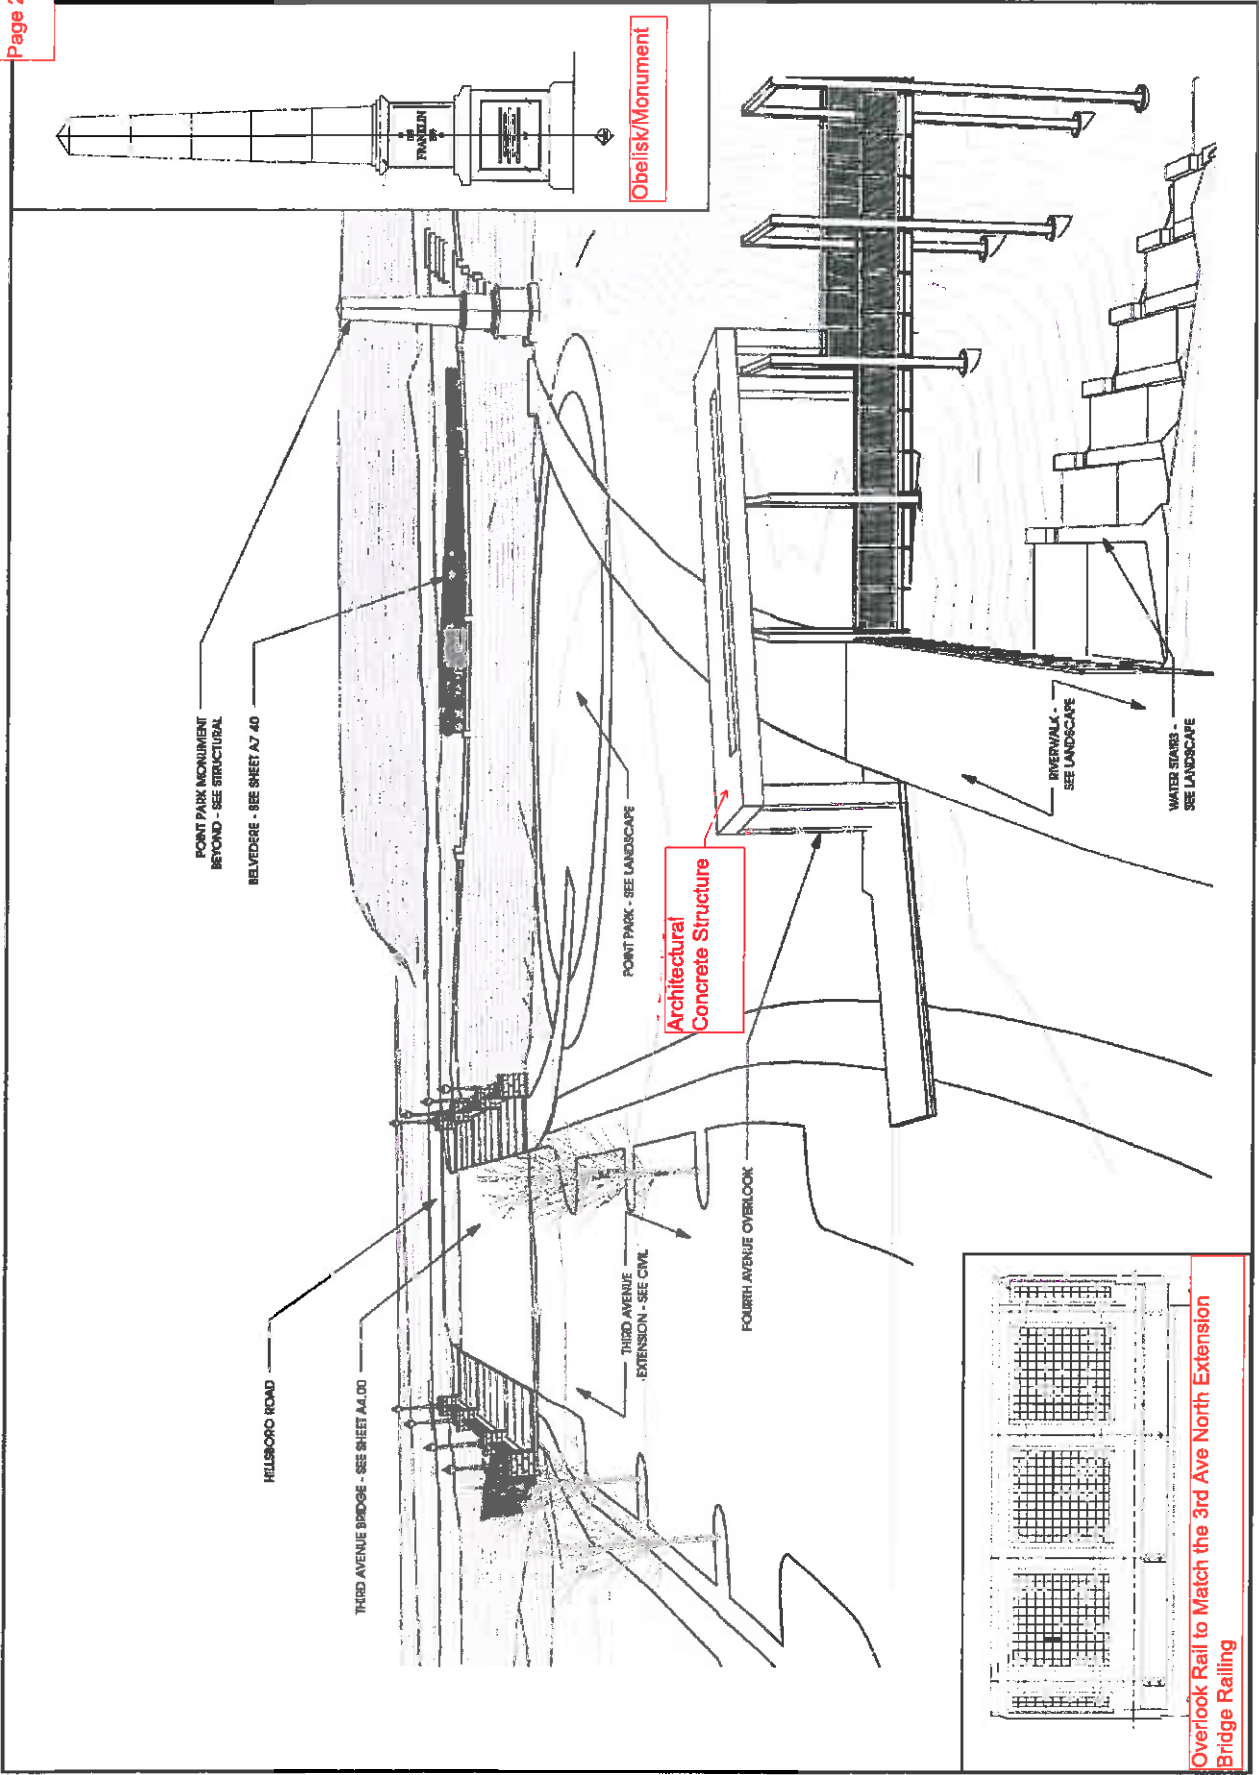 Page 2
Obelisk/Monument
FRANKLIN
POINT PARK MONUMENT
BEYOND - SEE STRUCTURAL
BELVEDERE - SEE SHEET A7.40
POINT PARK - SEE LANDSCAPE
Architectural
Concrete Structure
RIVERWALK -
SEE LANDSCAPE
WATER STAIRS -
SEE LANDSCAPE
HILLSBORO ROAD
THIRD AVENUE BRIDGE - SEE SHEET A4.00
THIRD AVENUE
EXTENSION - SEE CIVIL
FOURTH AVENUE OVERLOOK
Overlook Rail to Match the 3rd Ave North Extension
Bridge Railing